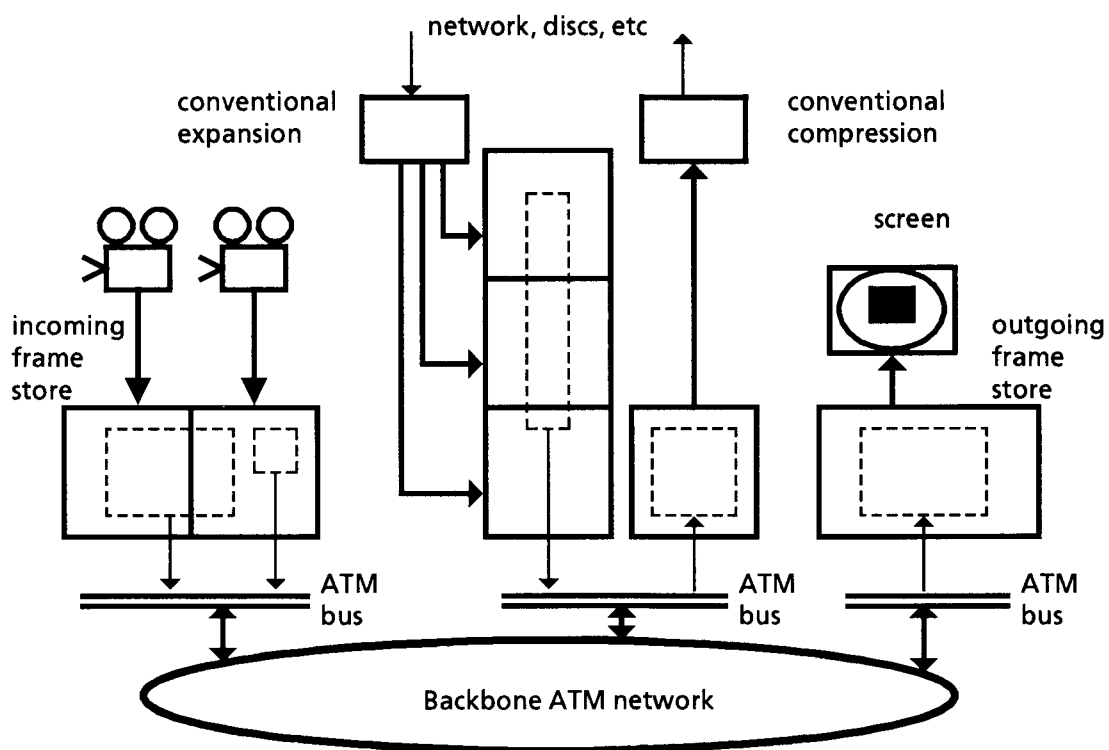 network, discs, etc
conventional
expansion
conventional
compression
screen
incoming
frame
store
outgoing
frame
store
ATM
bus
ATM
bus
ATM
bus
Backbone ATM network